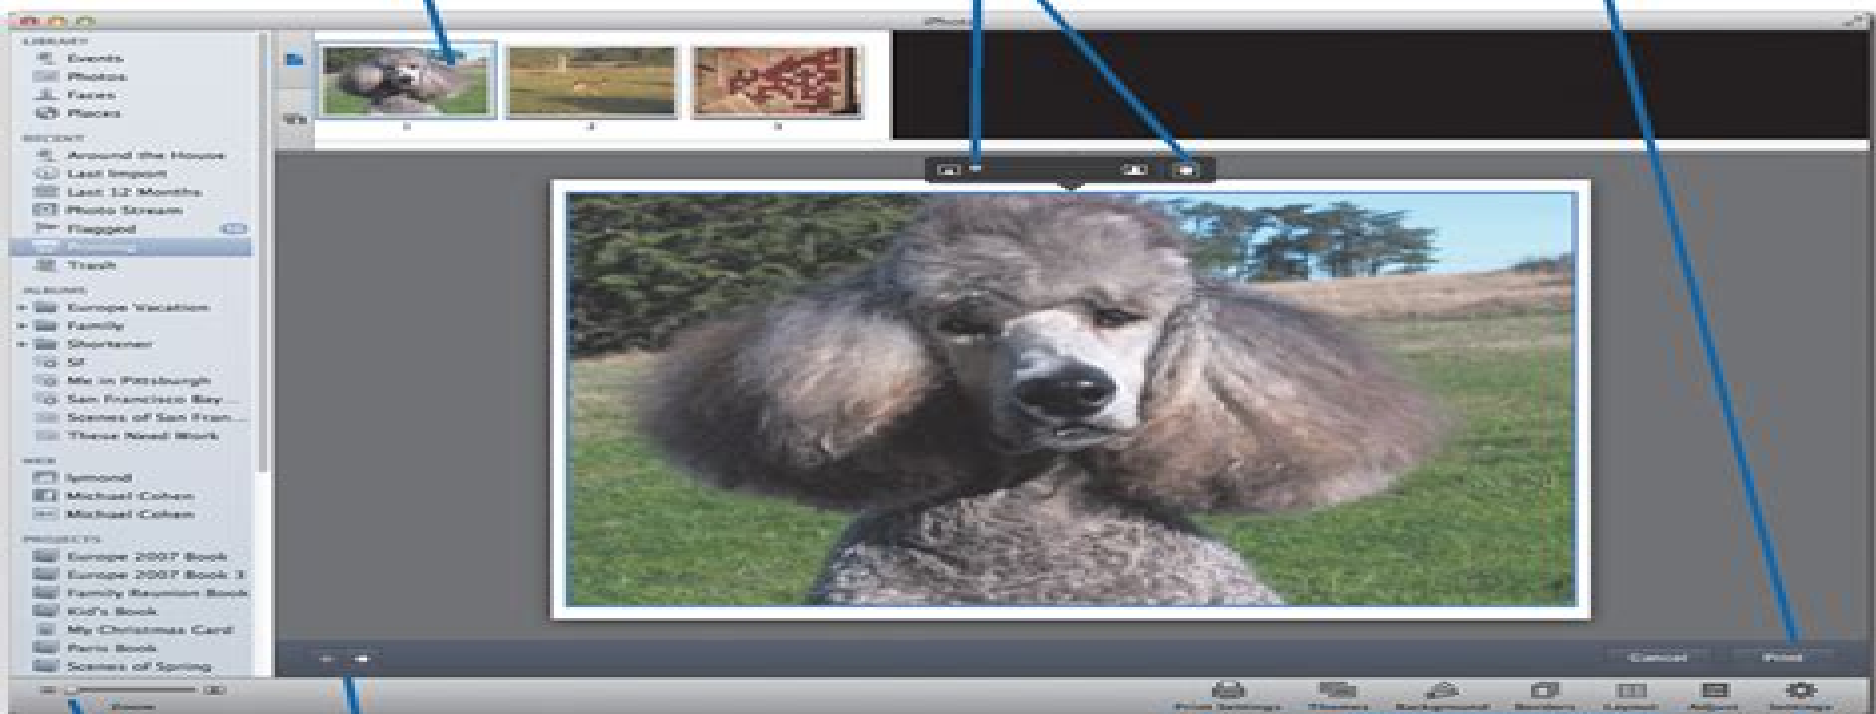 iPhoto
LIBRARY
Events
Photos
Faces
Places
RECENT
Around the House
Last Import
Last 12 Months
Photo Stream
Flagged
Trash
ALBUMS
Europe Vacation
Family
Shortener
SF
Me in Pittsburgh
San Francisco Bay...
Scenes of San Fran...
These Need Work
WEB
lymond
Michael Cohen
Michael Cohen
PROJECTS
Europe 2007 Book
Europe 2007 Book 1
Family Reunion Book
Kid's Book
My Christmas Card
Paris Book
Scenes of Spring
1 2 3
Cancel Print
Zoom
Print Settings Themes Background Borders Layout Adjust Settings